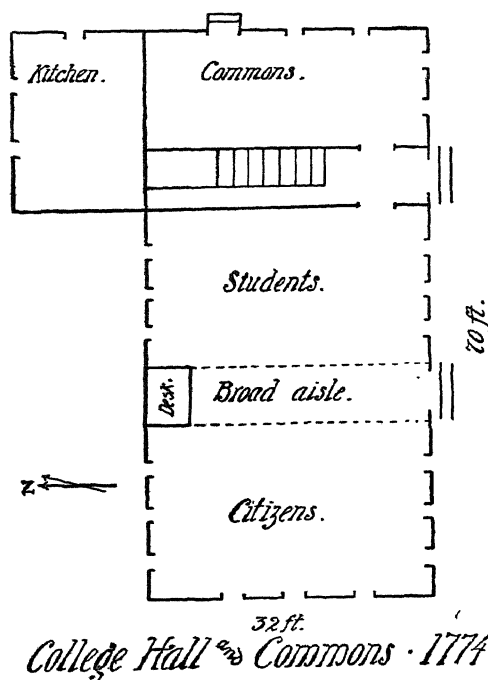 Kitchen. Commons.
Students.
70 ft.
Desk. Broad aisle.
N
Citizens.
32 ft.
College Hall and Commons · 1774